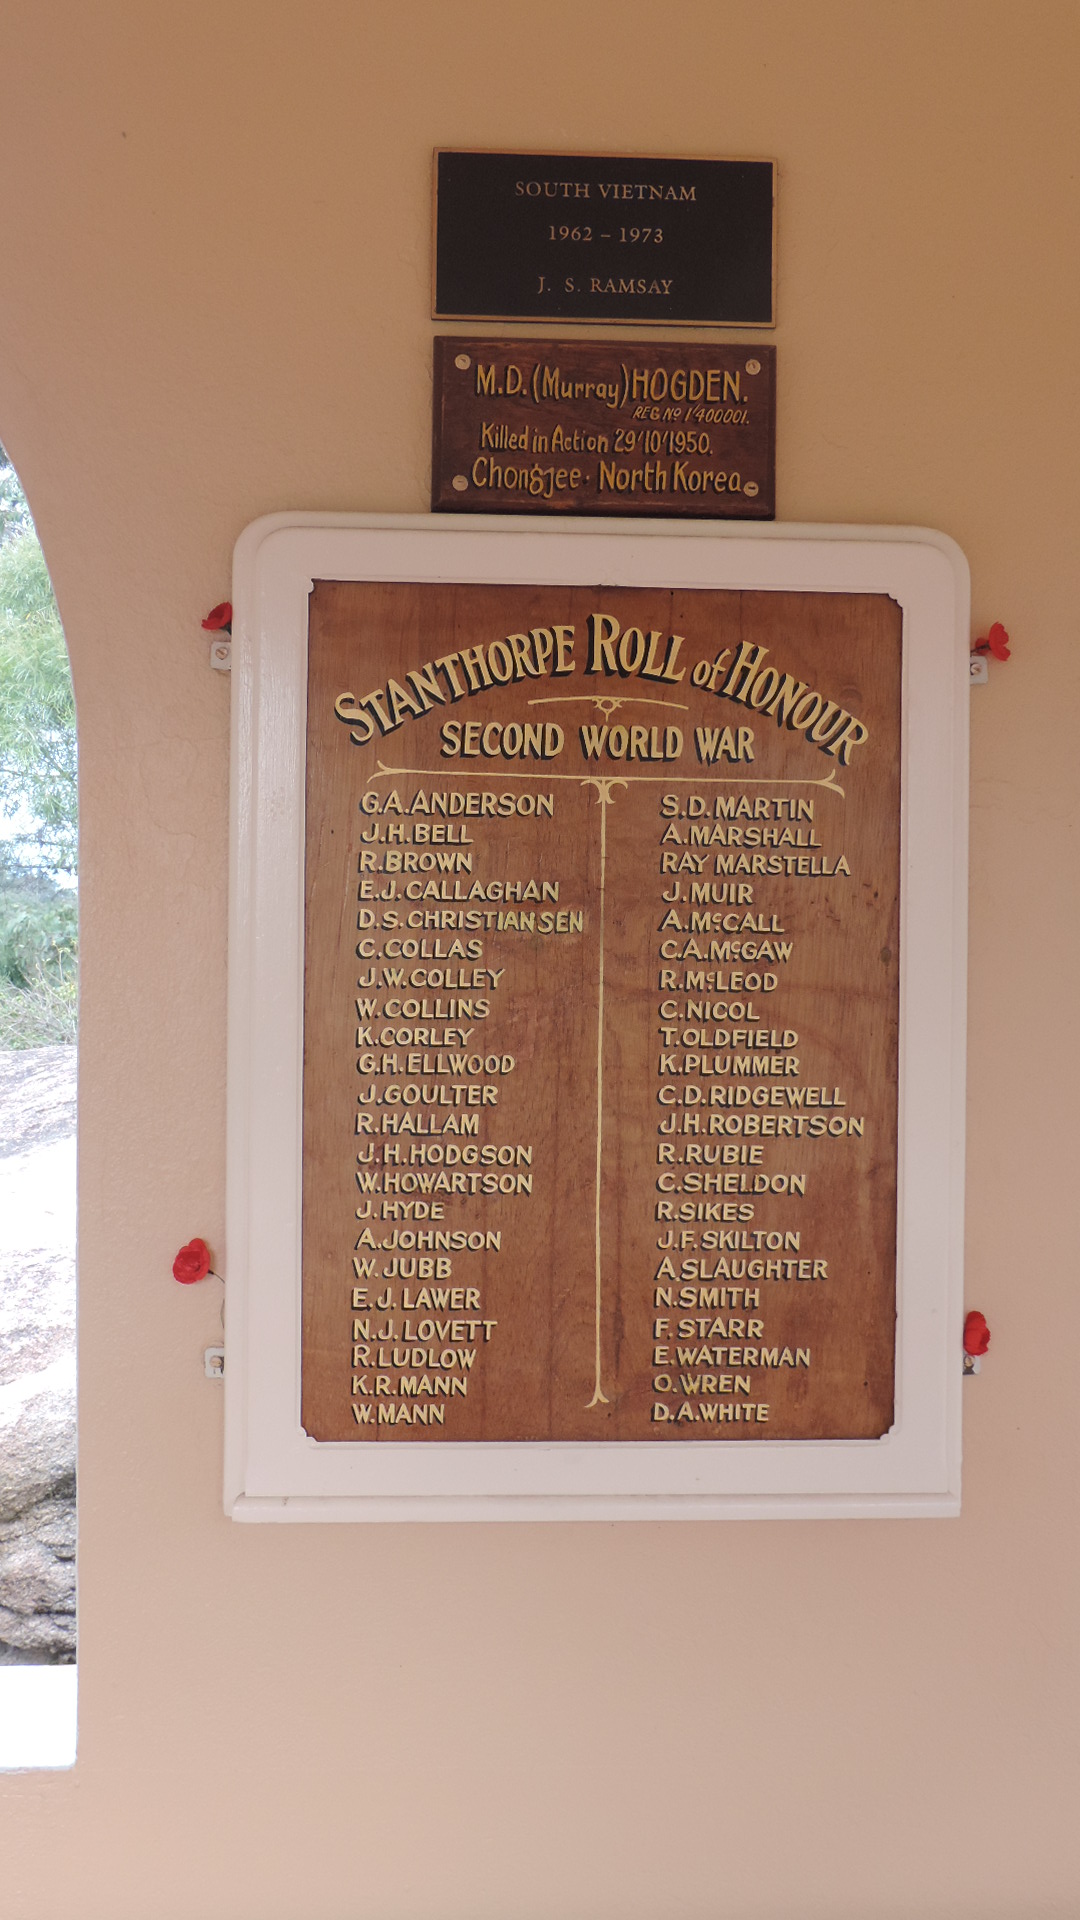 SOUTH VIETNAM
1962 – 1973
J. S. RAMSAY
M.D. (Murray) HOGDEN.
REG Nº 1/400001.
Killed in Action 29/10/1950.
Chongjee. North Korea.
STANTHORPE ROLL of HONOUR
SECOND WORLD WAR
G.A. ANDERSON
J.H. BELL
R. BROWN
E.J. CALLAGHAN
D.S. CHRISTIANSEN
C. COLLAS
J.W. COLLEY
W. COLLINS
K. CORLEY
G.H. ELLWOOD
J. GOULTER
R. HALLAM
J.H. HODGSON
W. HOWARTSON
J. HYDE
A. JOHNSON
W. JUBB
E.J. LAWER
N.J. LOVETT
R. LUDLOW
K.R. MANN
W. MANN
S.D. MARTIN
A. MARSHALL
RAY MARSTELLA
J. MUIR
A. McCALL
C.A. McGAW
R. McLEOD
C. NICOL
T. OLDFIELD
K. PLUMMER
C.D. RIDGEWELL
J.H. ROBERTSON
R. RUBIE
C. SHELDON
R. SIKES
J.F. SKILTON
A. SLAUGHTER
N. SMITH
F. STARR
E. WATERMAN
O. WREN
D.A. WHITE